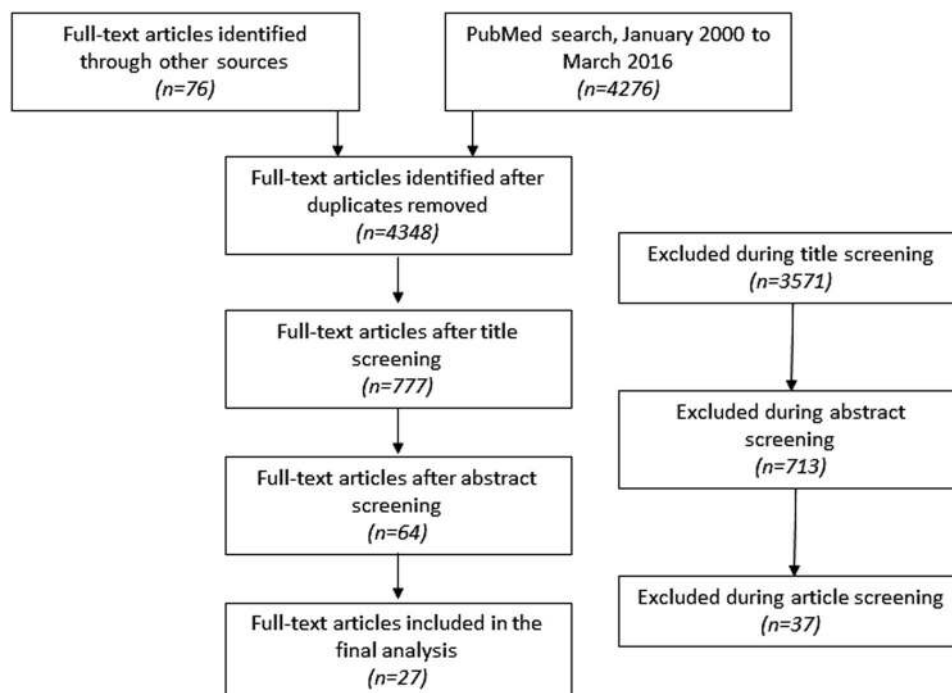 Full-text articles identified
through other sources
(n=76)
PubMed search, January 2000 to
March 2016
(n=4276)
Full-text articles identified after
duplicates removed
(n=4348)
Excluded during title screening
(n=3571)
Full-text articles after title
screening
(n=777)
Excluded during abstract
screening
(n=713)
Full-text articles after abstract
screening
(n=64)
Excluded during article screening
(n=37)
Full-text articles included in the
final analysis
(n=27)